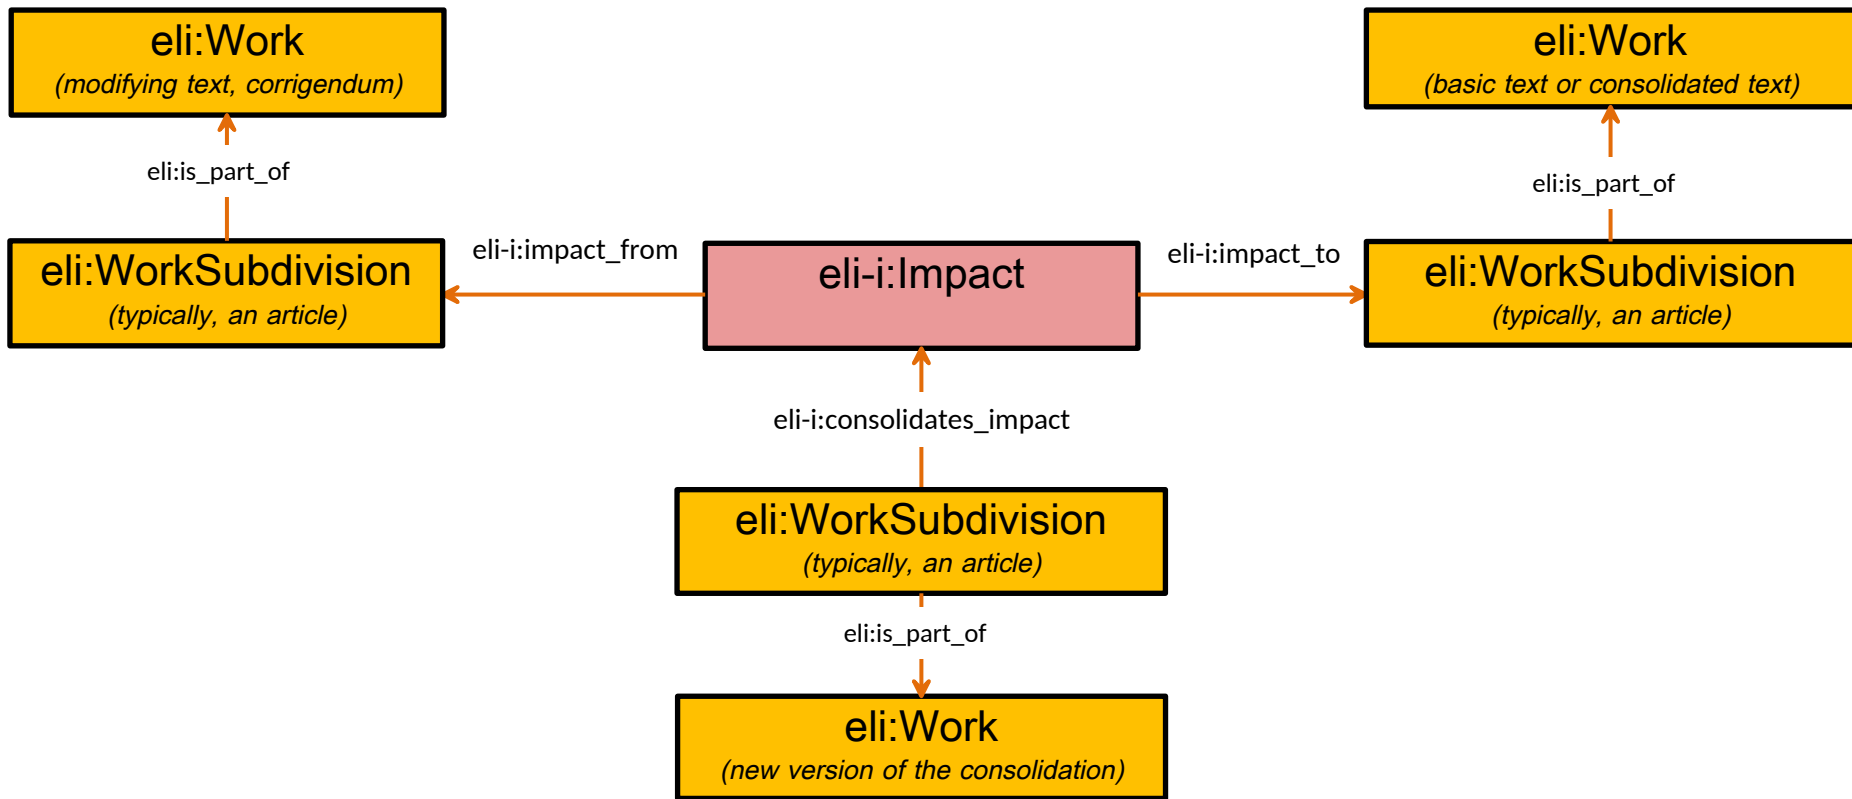 eli:Work
(modifying text, corrigendum)
eli:Work
(basic text or consolidated text)
eli:is_part_of
eli:is_part_of
eli:WorkSubdivision
(typically, an article)
eli-i:impact_from
eli-i:Impact
eli-i:impact_to
eli:WorkSubdivision
(typically, an article)
eli-i:consolidates_impact
eli:WorkSubdivision
(typically, an article)
eli:is_part_of
eli:Work
(new version of the consolidation)